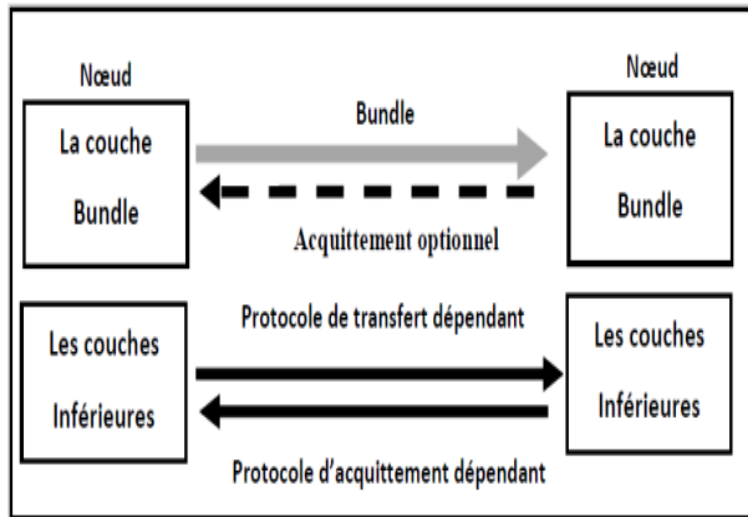 Nœud
La couche
Bundle
Bundle
Acquittement optionnel
Nœud
La couche
Bundle
Les couches
Inférieures
Protocole de transfert dépendant
Protocole d’acquittement dépendant
Les couches
Inférieures